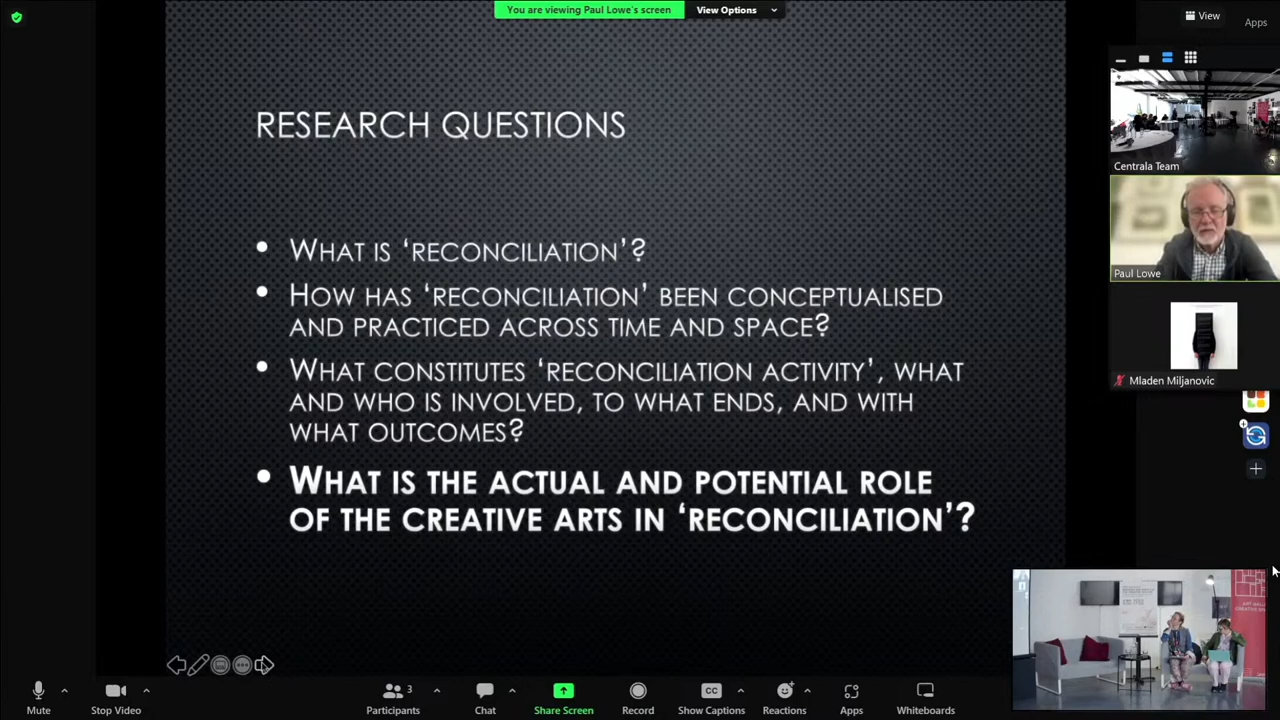 You are viewing Paul Lowe's screen
View Options
View
Apps
RESEARCH QUESTIONS
• WHAT IS ‘RECONCILIATION’?
• HOW HAS ‘RECONCILIATION’ BEEN CONCEPTUALISED
AND PRACTICED ACROSS TIME AND SPACE?
• WHAT CONSTITUTES ‘RECONCILIATION ACTIVITY’, WHAT
AND WHO IS INVOLVED, TO WHAT ENDS, AND WITH
WHAT OUTCOMES?
• WHAT IS THE ACTUAL AND POTENTIAL ROLE
OF THE CREATIVE ARTS IN ‘RECONCILIATION’?
Centrala Team
Paul Lowe
Mladen Miljanovic
Mute
Stop Video
3
Participants
Chat
Share Screen
Record
CC
Show Captions
Reactions
Apps
Whiteboards